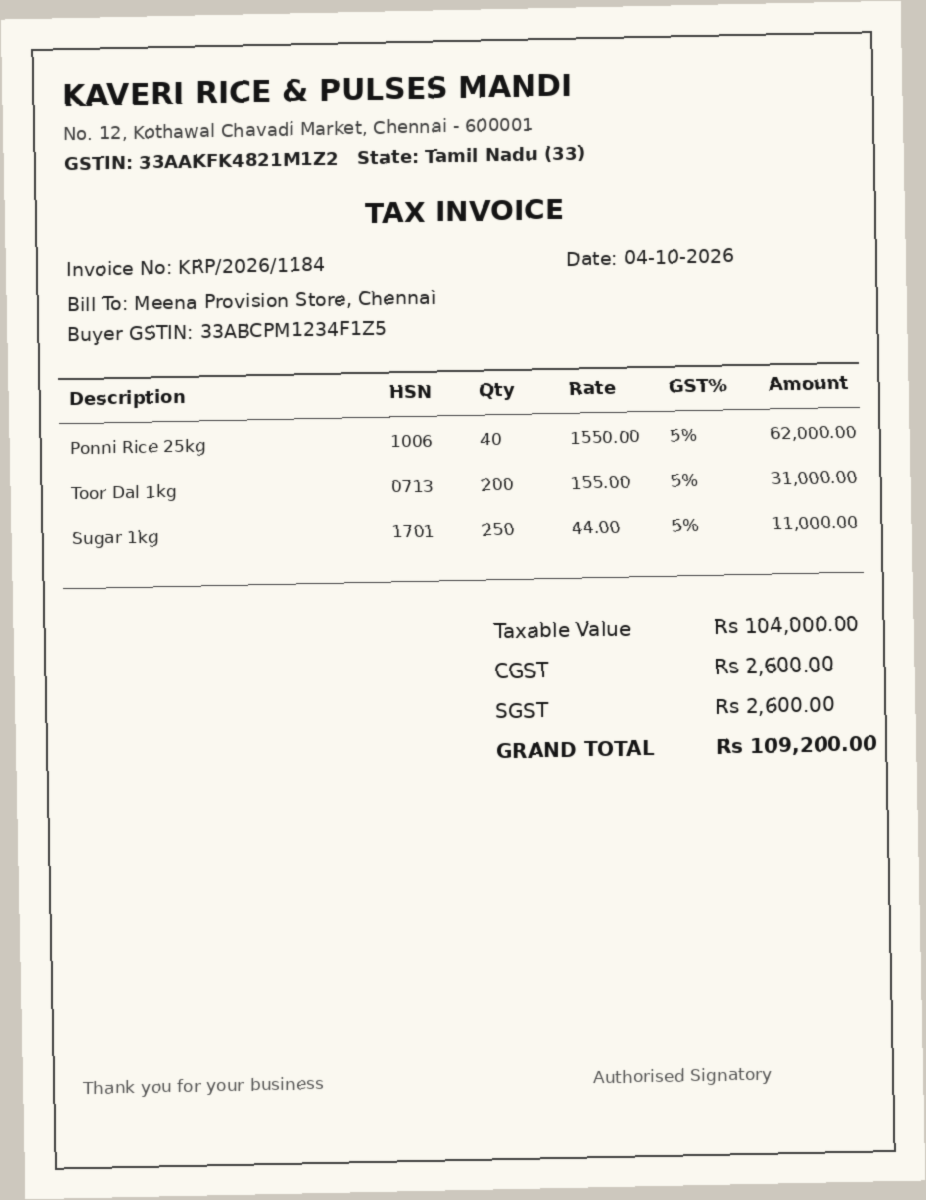 KAVERI RICE & PULSES MANDI
No. 12, Kothawal Chavadi Market, Chennai - 600001
GSTIN: 33AAKFK4821M1Z2 State: Tamil Nadu (33)
TAX INVOICE
Invoice No: KRP/2026/1184 Date: 04-10-2026
Bill To: Meena Provision Store, Chennai
Buyer GSTIN: 33ABCPM1234F1Z5
Description HSN Qty Rate GST% Amount
Ponni Rice 25kg 1006 40 1550.00 5% 62,000.00
Toor Dal 1kg 0713 200 155.00 5% 31,000.00
Sugar 1kg 1701 250 44.00 5% 11,000.00
Taxable Value Rs 104,000.00
CGST Rs 2,600.00
SGST Rs 2,600.00
GRAND TOTAL Rs 109,200.00
Thank you for your business Authorised Signatory